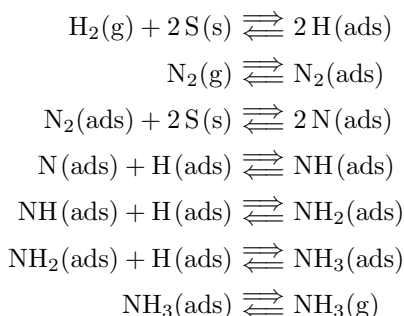 H₂(g) + 2 S(s) ⇌ 2 H(ads)
N₂(g) ⇌ N₂(ads)
N₂(ads) + 2 S(s) ⇌ 2 N(ads)
N(ads) + H(ads) ⇌ NH(ads)
NH(ads) + H(ads) ⇌ NH₂(ads)
NH₂(ads) + H(ads) ⇌ NH₃(ads)
NH₃(ads) ⇌ NH₃(g)